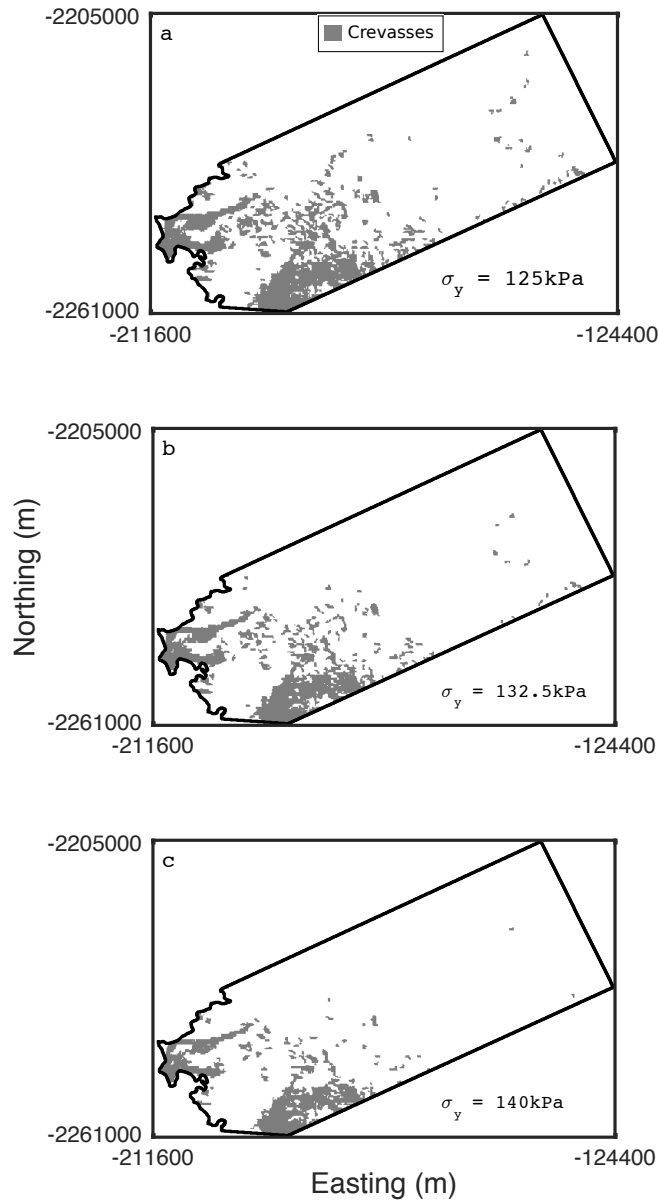 -2205000
a
Crevasses
σy = 125kPa
-2261000
-211600
-124400
-2205000
b
Northing (m)
σy = 132.5kPa
-2261000
-211600
-124400
-2205000
c
σy = 140kPa
-2261000
-211600
-124400
Easting (m)